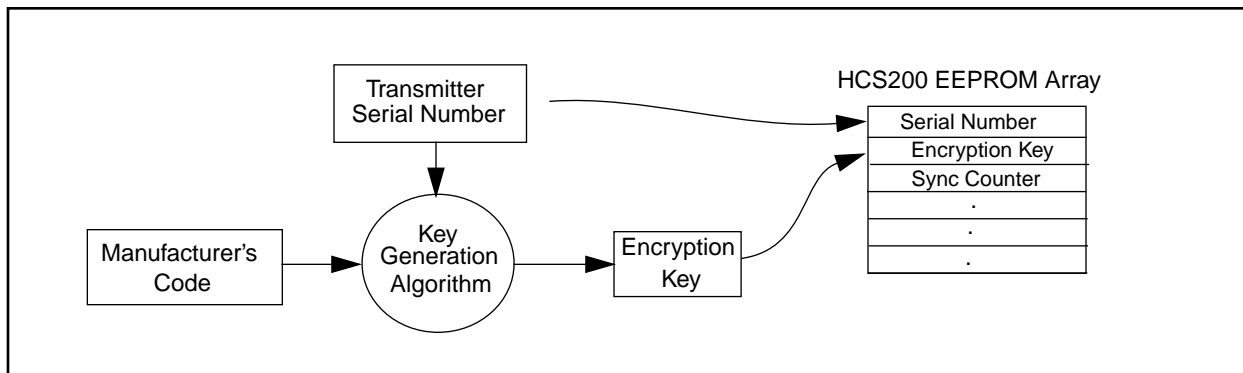 Transmitter
Serial Number
HCS200 EEPROM Array
Serial Number
Encryption Key
Sync Counter
.
.
.
Manufacturer's
Code
Key
Generation
Algorithm
Encryption
Key